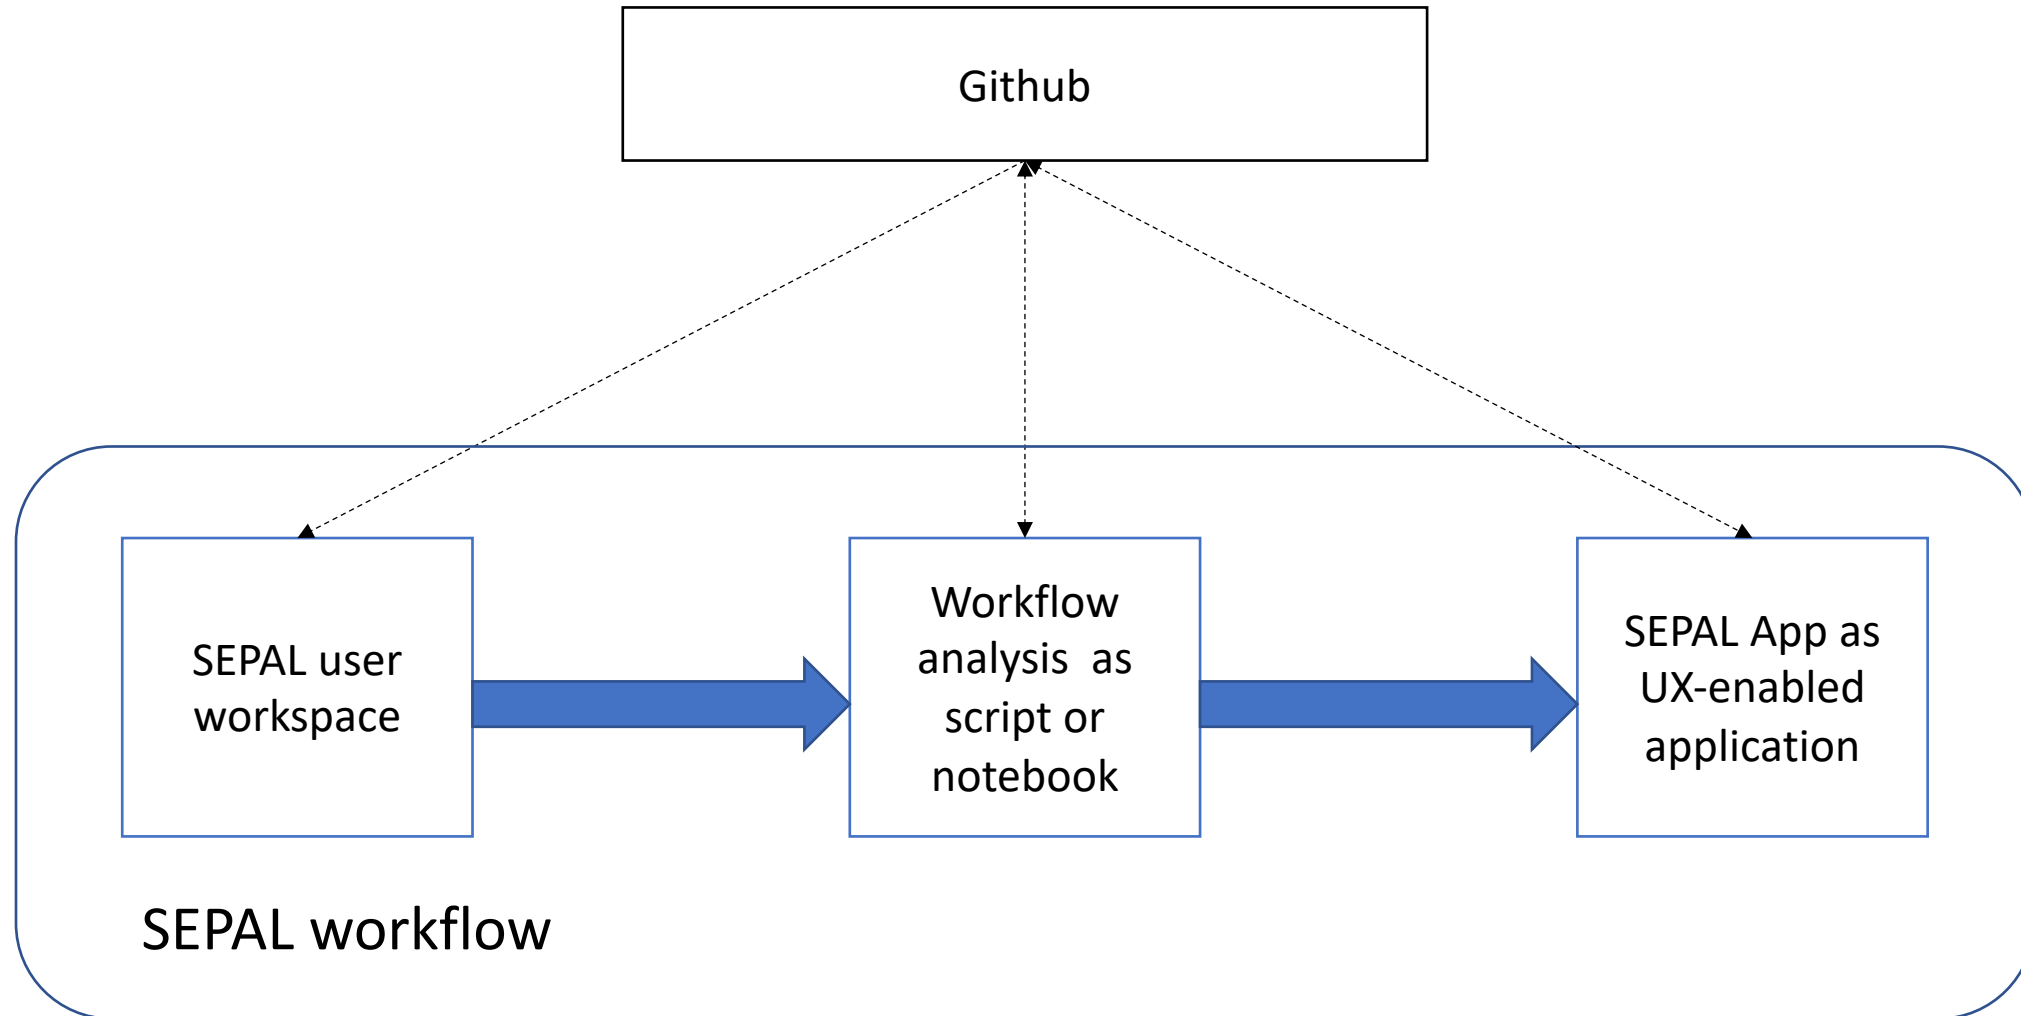 Github
SEPAL user
workspace
Workflow
analysis  as
script or
notebook
SEPAL App as
UX-enabled
application
SEPAL workflow